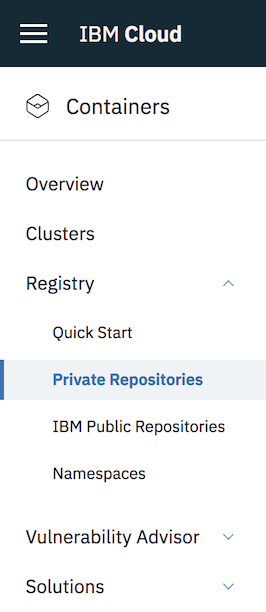 IBM Cloud
Containers
Overview
Clusters
Registry
Quick Start
Private Repositories
IBM Public Repositories
Namespaces
Vulnerability Advisor
Solutions